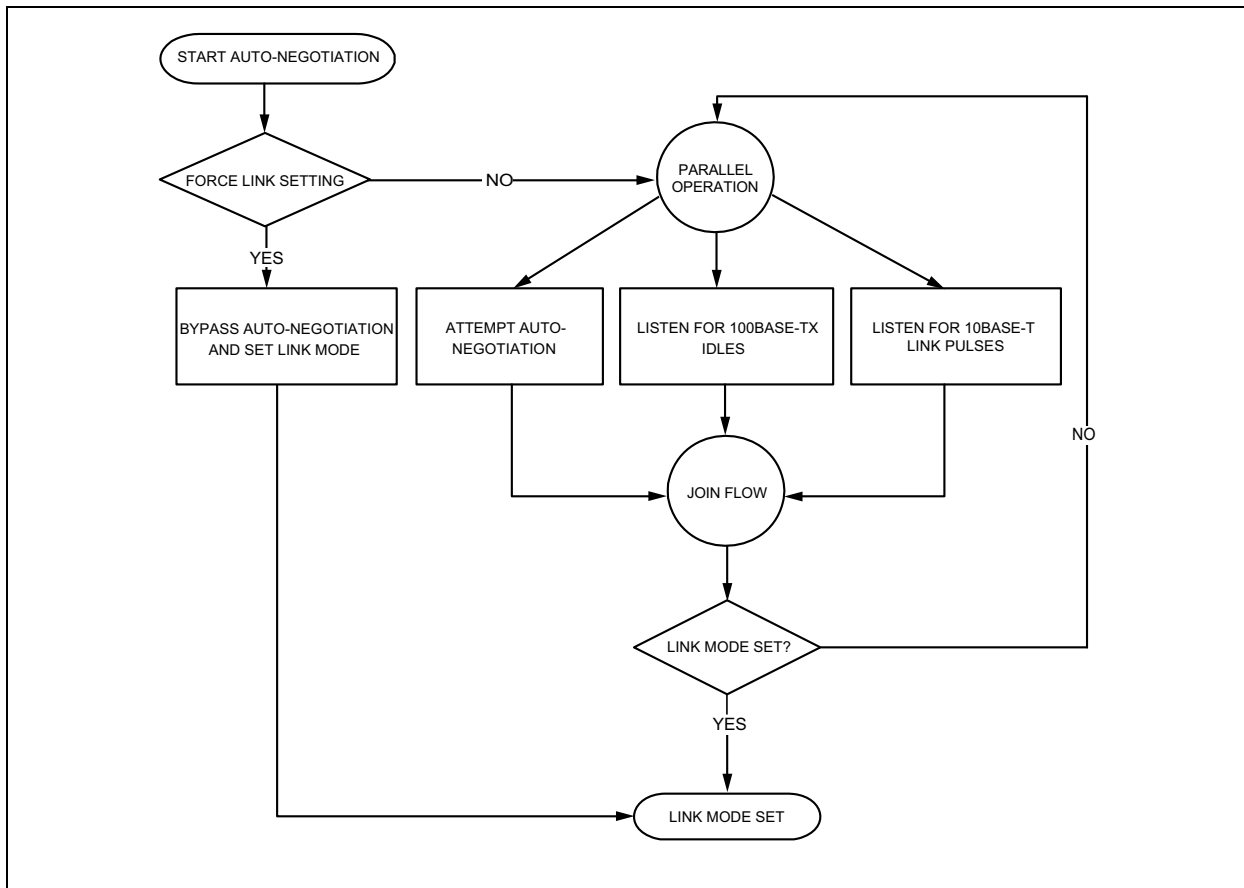 START AUTO-NEGOTIATION
FORCE LINK SETTING
NO
PARALLEL
OPERATION
YES
BYPASS AUTO-NEGOTIATION
AND SET LINK MODE
ATTEMPT AUTO-
NEGOTIATION
LISTEN FOR 100BASE-TX
IDLES
LISTEN FOR 10BASE-T
LINK PULSES
NO
JOIN FLOW
LINK MODE SET?
YES
LINK MODE SET